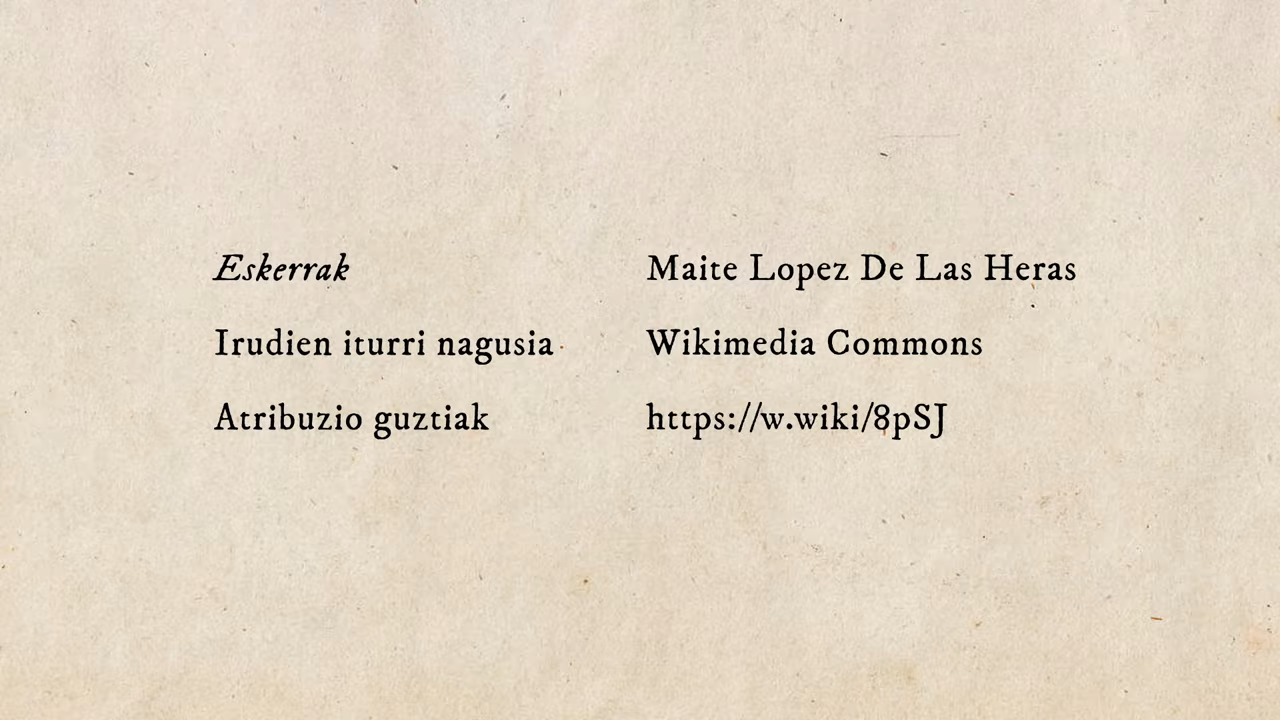 Eskerrak Maite Lopez De Las Heras
Irudien iturri nagusia Wikimedia Commons
Atribuzio guztiak https://w.wiki/8pSJ